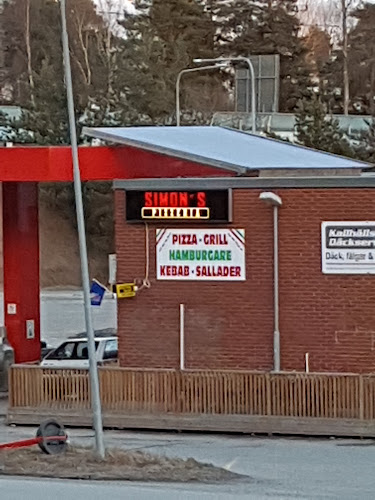 SIMON´S
PIZZERIA
PIZZA - GRILL
HAMBURGARE
KEBAB - SALLADER
Kallhälls
Däckserv
Däck, fälgar &